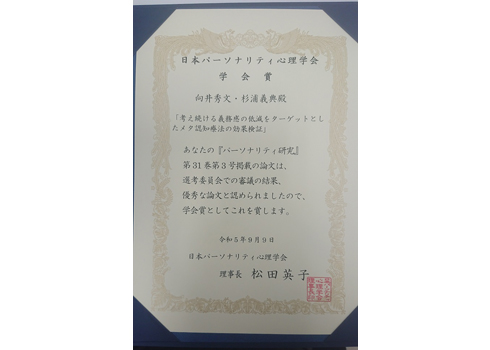 日本パーソナリティ心理学会
学会賞
向井秀文・杉浦義典殿
「考え続ける義務感の低減をターゲットとし
たメタ認知療法の効果検証」
あなたの『パーソナリティ研究』
第31巻第3号掲載の論文は、
選考委員会での審議の結果、
優秀な論文と認められましたので、
学会賞としてこれを賞します。
令和5年9月9日
日本パーソナリティ心理学会
理事長 松田英子